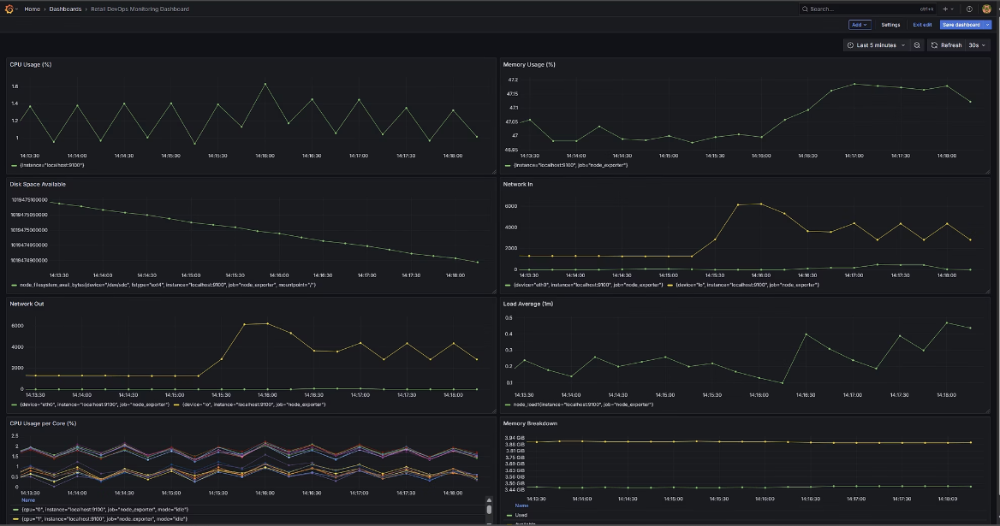 Home › Dashboards › Retail DevOps Monitoring Dashboard
Search... ctrl+k
Add Settings Exit edit Save dashboard
Last 5 minutes Refresh 30s
CPU Usage (%)
1.6
1.4
1.2
1
14:13:30 14:14:00 14:14:30 14:15:00 14:15:30 14:16:00 14:16:30 14:17:00 14:17:30 14:18:00
{instance="localhost:9100"}
Memory Usage (%)
47.2
47.15
47.1
47.05
47
46.95
14:13:30 14:14:00 14:14:30 14:15:00 14:15:30 14:16:00 14:16:30 14:17:00 14:17:30 14:18:00
{instance="localhost:9100", job="node_exporter"}
Disk Space Available
1019475100000
1019475050000
1019475000000
1019474950000
1019474900000
14:13:30 14:14:00 14:14:30 14:15:00 14:15:30 14:16:00 14:16:30 14:17:00 14:17:30 14:18:00
node_filesystem_avail_bytes{device="/dev/sdc", fstype="ext4", instance="localhost:9100", job="node_exporter", mountpoint="/"}
Network In
6000
4000
2000
0
14:13:30 14:14:00 14:14:30 14:15:00 14:15:30 14:16:00 14:16:30 14:17:00 14:17:30 14:18:00
{device="eth0", instance="localhost:9100", job="node_exporter"} {device="lo", instance="localhost:9100", job="node_exporter"}
Network Out
6000
4000
2000
0
14:13:30 14:14:00 14:14:30 14:15:00 14:15:30 14:16:00 14:16:30 14:17:00 14:17:30 14:18:00
{device="eth0", instance="localhost:9100", job="node_exporter"} {device="lo", instance="localhost:9100", job="node_exporter"}
Load Average (1m)
0.5
0.4
0.3
0.2
0.1
14:13:30 14:14:00 14:14:30 14:15:00 14:15:30 14:16:00 14:16:30 14:17:00 14:17:30 14:18:00
node_load1{instance="localhost:9100", job="node_exporter"}
CPU Usage per Core (%)
2.5
2
1.5
1
0.5
0
14:13:30 14:14:00 14:14:30 14:15:00 14:15:30 14:16:00 14:16:30 14:17:00 14:17:30 14:18:00
Name
{cpu="0", instance="localhost:9100", job="node_exporter", mode="idle"}
{cpu="1", instance="localhost:9100", job="node_exporter", mode="idle"}
Memory Breakdown
3.94 GiB
3.88 GiB
3.81 GiB
3.75 GiB
3.69 GiB
3.63 GiB
3.56 GiB
3.50 GiB
3.44 GiB
14:13:30 14:14:00 14:14:30 14:15:00 14:15:30 14:16:00 14:16:30 14:17:00 14:17:30 14:18:00
Name
Used